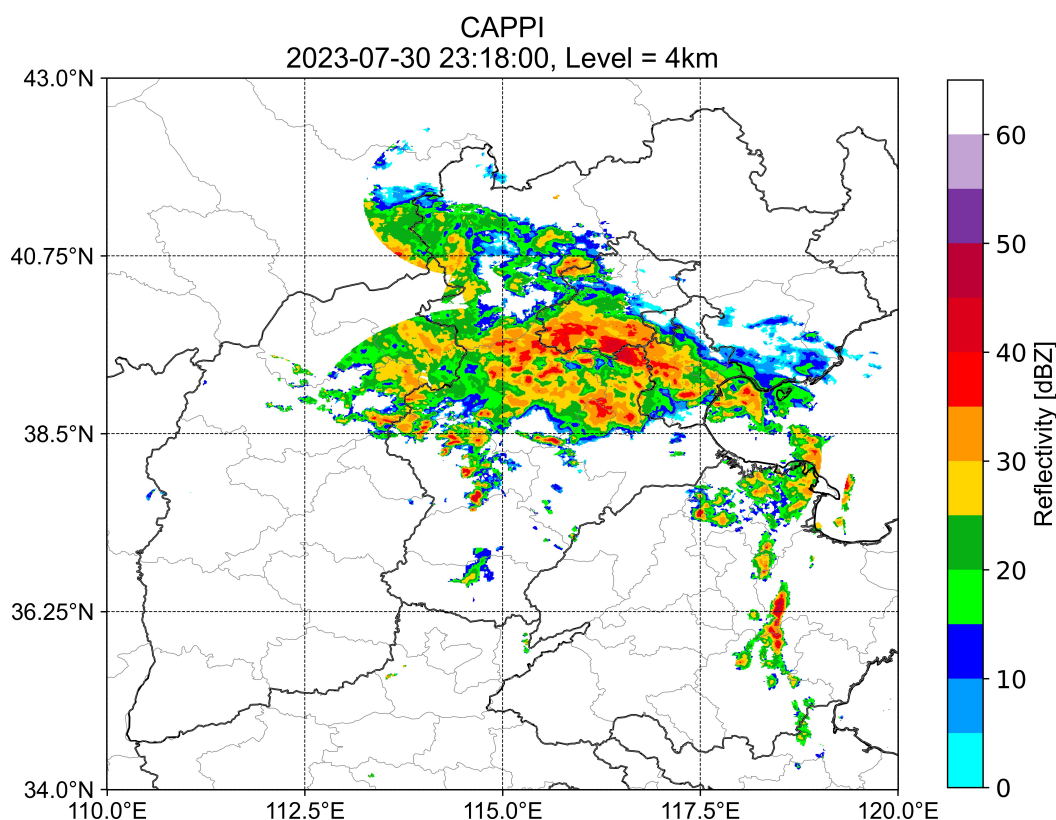 CAPPI
2023-07-30 23:18:00, Level = 4km
43.0°N
40.75°N
38.5°N
36.25°N
34.0°N
110.0°E
112.5°E
115.0°E
117.5°E
120.0°E
60
50
40
30
20
10
0
Reflectivity [dBZ]